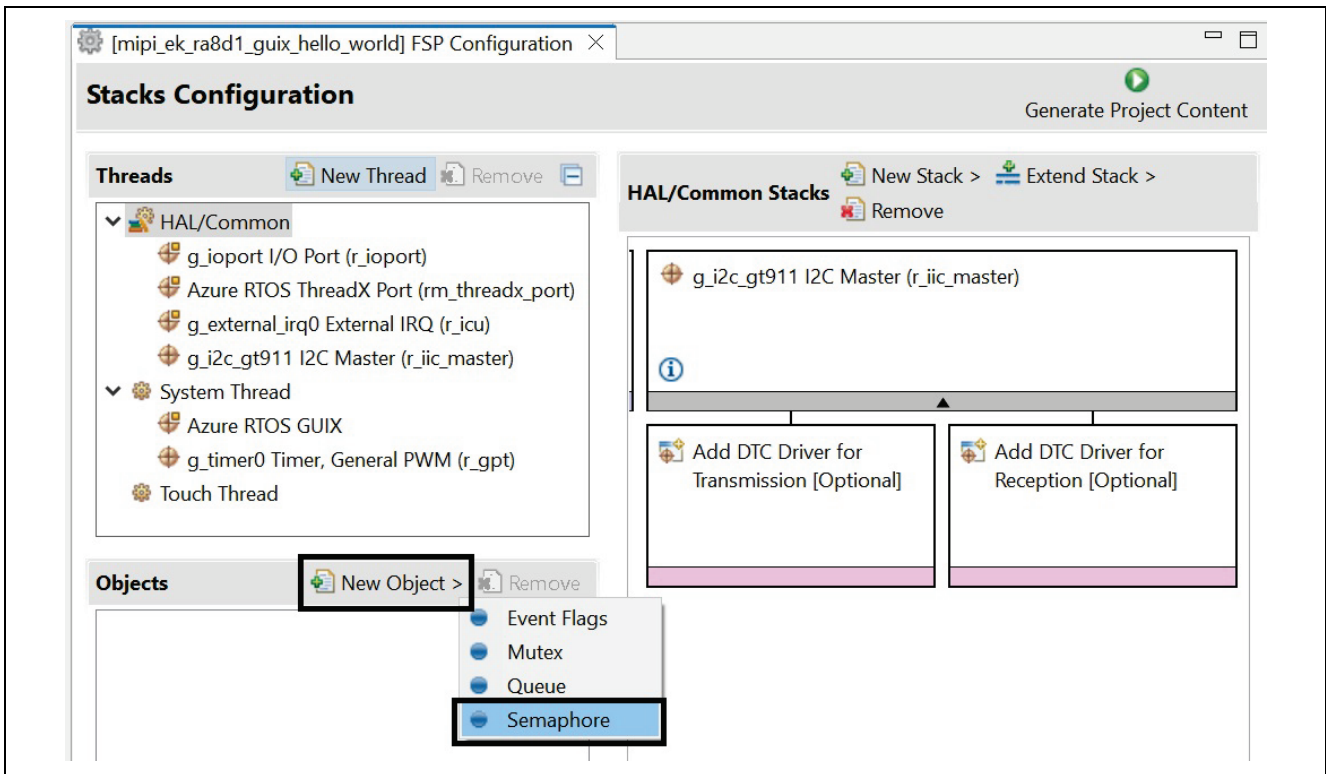 [mipi_ek_ra8d1_guix_hello_world] FSP Configuration
Stacks Configuration
Generate Project Content
Threads
New Thread
Remove
HAL/Common
g_ioport I/O Port (r_ioport)
Azure RTOS ThreadX Port (rm_threadx_port)
g_external_irq0 External IRQ (r_icu)
g_i2c_gt911 I2C Master (r_iic_master)
System Thread
Azure RTOS GUIX
g_timer0 Timer, General PWM (r_gpt)
Touch Thread
Objects
New Object >
Remove
Event Flags
Mutex
Queue
Semaphore
HAL/Common Stacks
New Stack >
Extend Stack >
Remove
g_i2c_gt911 I2C Master (r_iic_master)
Add DTC Driver for
Transmission [Optional]
Add DTC Driver for
Reception [Optional]